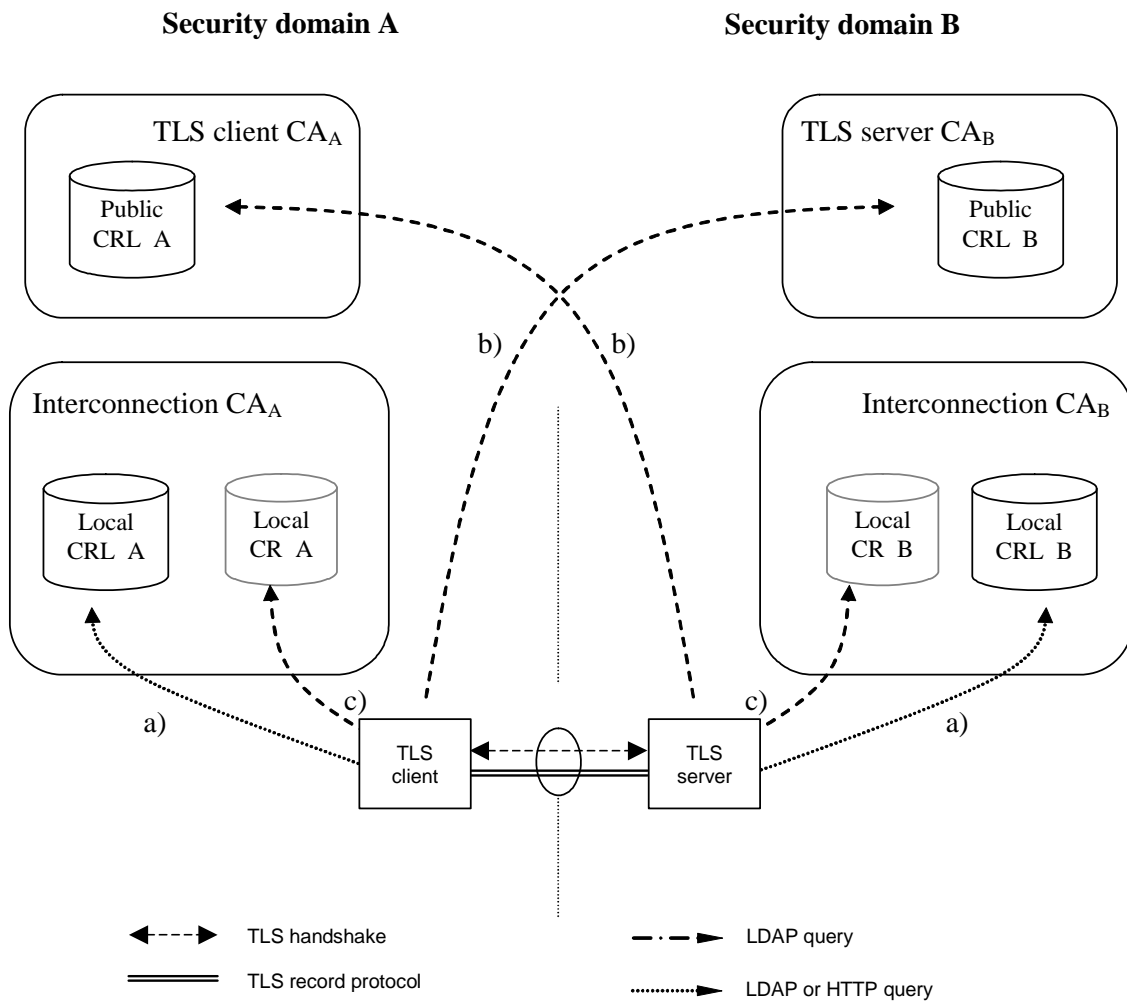 Security domain A
Security domain B
TLS client CA_A
TLS server CA_B
Public
CRL A
Public
CRL B
b)
b)
Interconnection CA_A
Interconnection CA_B
Local
CRL A
Local
CR A
Local
CR B
Local
CRL B
a)
c)
c)
a)
TLS
client
TLS
server
TLS handshake
LDAP query
TLS record protocol
LDAP or HTTP query